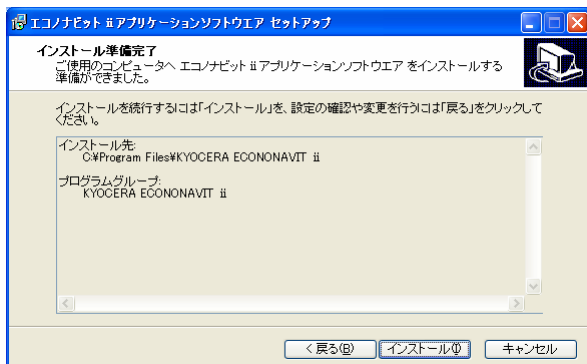 エコノナビット ⅱアプリケーションソフトウエア セットアップ
インストール準備完了
ご使用のコンピュータへ エコノナビット ⅱアプリケーションソフトウエア をインストールする
準備ができました。
インストールを続行するには「インストール」を、設定の確認や変更を行うには「戻る」をクリックして
ください。
インストール先:
C:¥Program Files¥KYOCERA ECONONAVIT ⅱ
プログラムグループ:
KYOCERA ECONONAVIT ⅱ
< 戻る(B)
インストール(I)
キャンセル